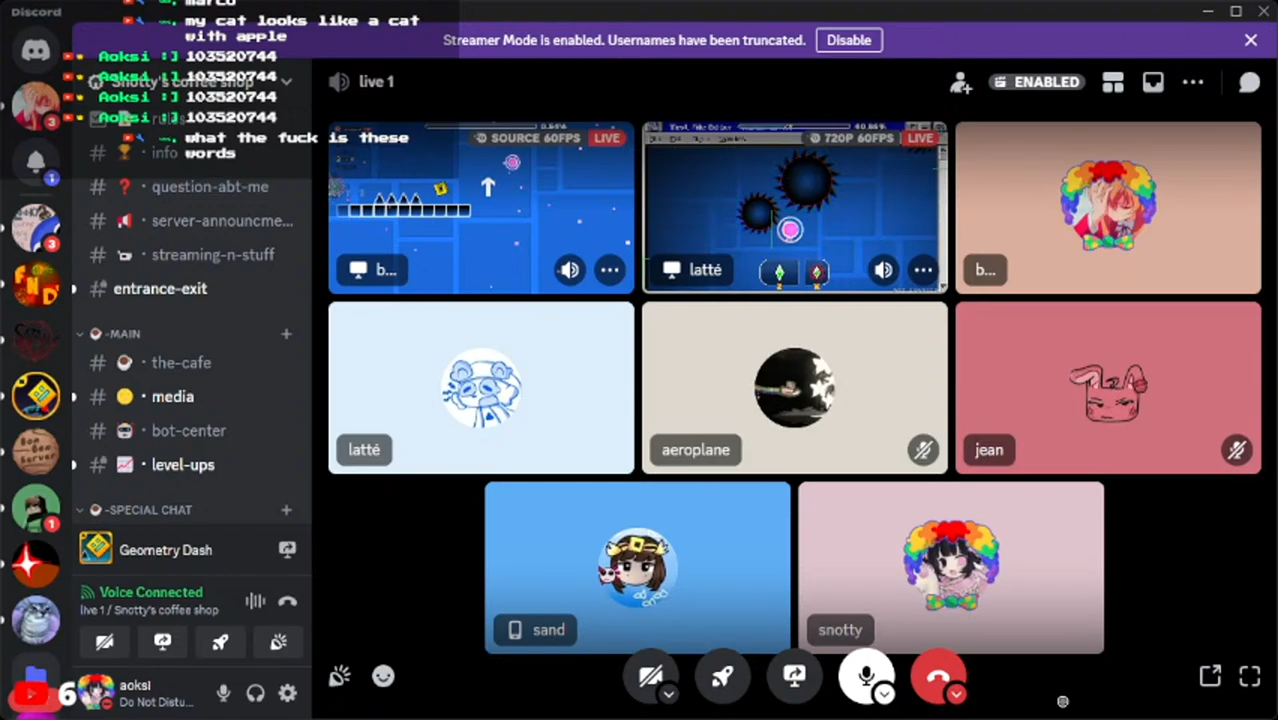 Discord
marco
my cat looks like a cat
with apple
Aoksi :] 103520744
Aoksi :] 103520744
Aoksi :] 103520744
Aoksi :] 103520744
what the fuck is these
words
Streamer Mode is enabled. Usernames have been truncated.
Disable
Snotty's coffee shop
info
question-abt-me
server-announcme...
streaming-n-stuff
entrance-exit
-MAIN
the-cafe
media
bot-center
level-ups
-SPECIAL CHAT
Geometry Dash
Voice Connected
live 1 / Snotty's coffee shop
6
aoksi
Do Not Distu...
live 1
ENABLED
SOURCE 60FPS LIVE
b...
720P 60FPS LIVE
latté
b...
latté
aeroplane
jean
sand
snotty